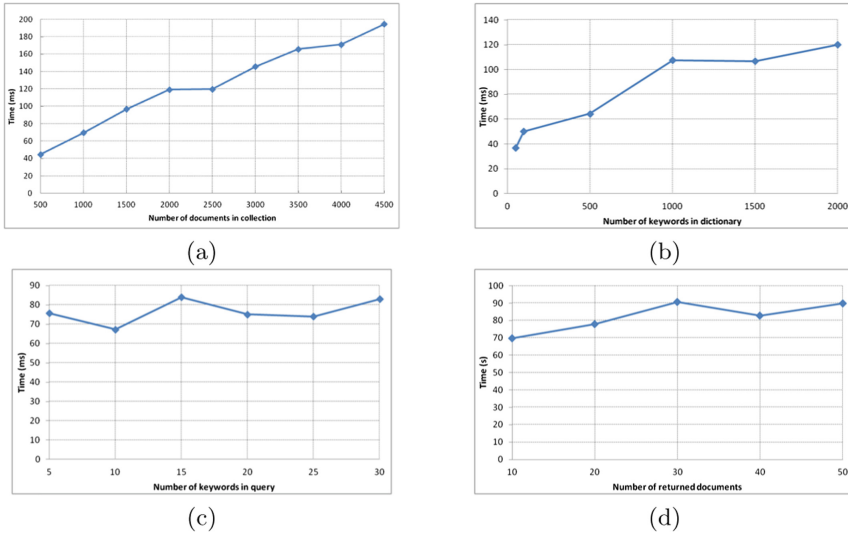 200
180
160
140
120
100
80
60
40
20
0
Time (ms)
500 1000 1500 2000 2500 3000 3500 4000 4500
Number of documents in collection
(a)
140
120
100
80
60
40
20
0
Time (ms)
0 500 1000 1500 2000
Number of keywords in dictionary
(b)
90
80
70
60
50
40
30
20
10
0
Time (ms)
5 10 15 20 25 30
Number of keywords in query
(c)
100
90
80
70
60
50
40
30
20
10
0
Time (s)
10 20 30 40 50
Number of returned documents
(d)